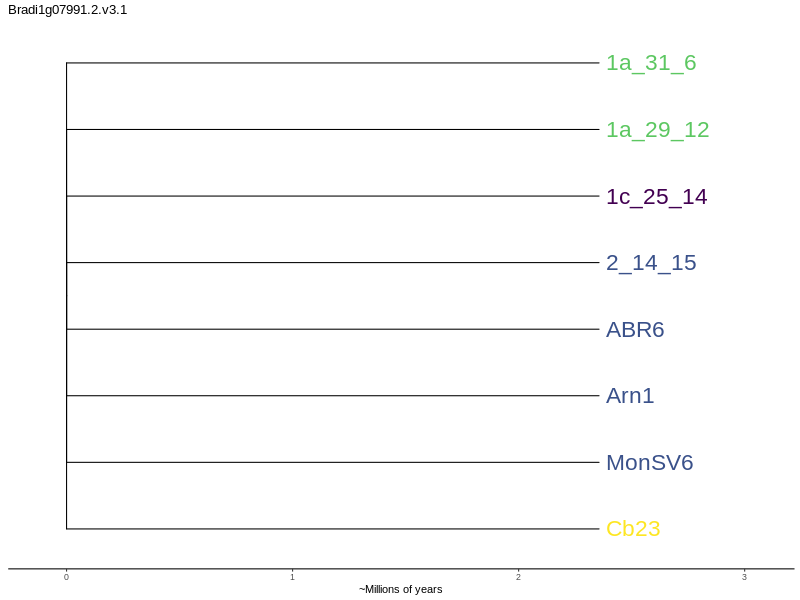 Bradi1g07991.2.v3.1
1a_31_6
1a_29_12
1c_25_14
2_14_15
ABR6
Arn1
MonSV6
Cb23
0 1 2 3
~Millions of years